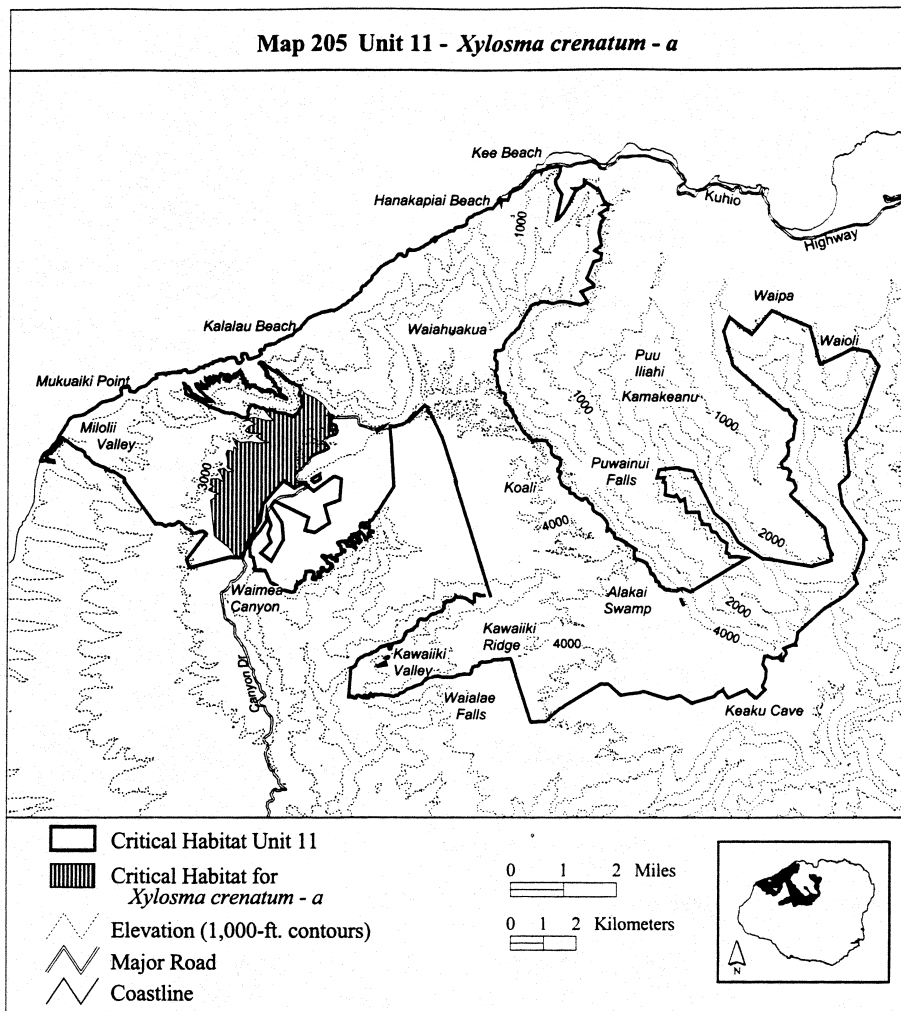 Map 205 Unit 11 - Xylosma crenatum - a
Kee Beach
Hanakapiai Beach
Kuhio
Highway
1000
Waipa
Kalalau Beach
Waiahuakua
Waioli
Puu
Iliahi
Mukuaiki Point
Kamakeanu
1000
1000
Milolii
Valley
3000
Puwainui
Falls
Koali
4000
2000
Waimea
Canyon
Alakai
Swamp
2000
4000
Kawaiiki
Ridge
4000
Kawaiiki
Valley
Canyon Dr
Waialae
Falls
Keaku Cave
Critical Habitat Unit 11
Critical Habitat for
Xylosma crenatum - a
Elevation (1,000-ft. contours)
Major Road
Coastline
0 1 2 Miles
0 1 2 Kilometers
N